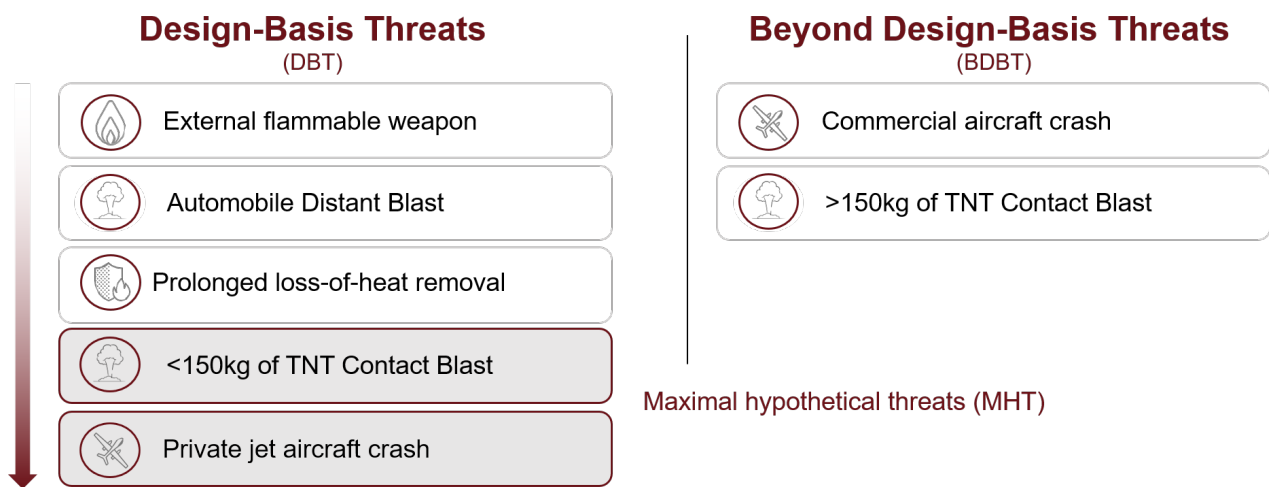 Design-Basis Threats
(DBT)
External flammable weapon
Automobile Distant Blast
Prolonged loss-of-heat removal
<150kg of TNT Contact Blast
Private jet aircraft crash
Beyond Design-Basis Threats
(BDBT)
Commercial aircraft crash
>150kg of TNT Contact Blast
Maximal hypothetical threats (MHT)